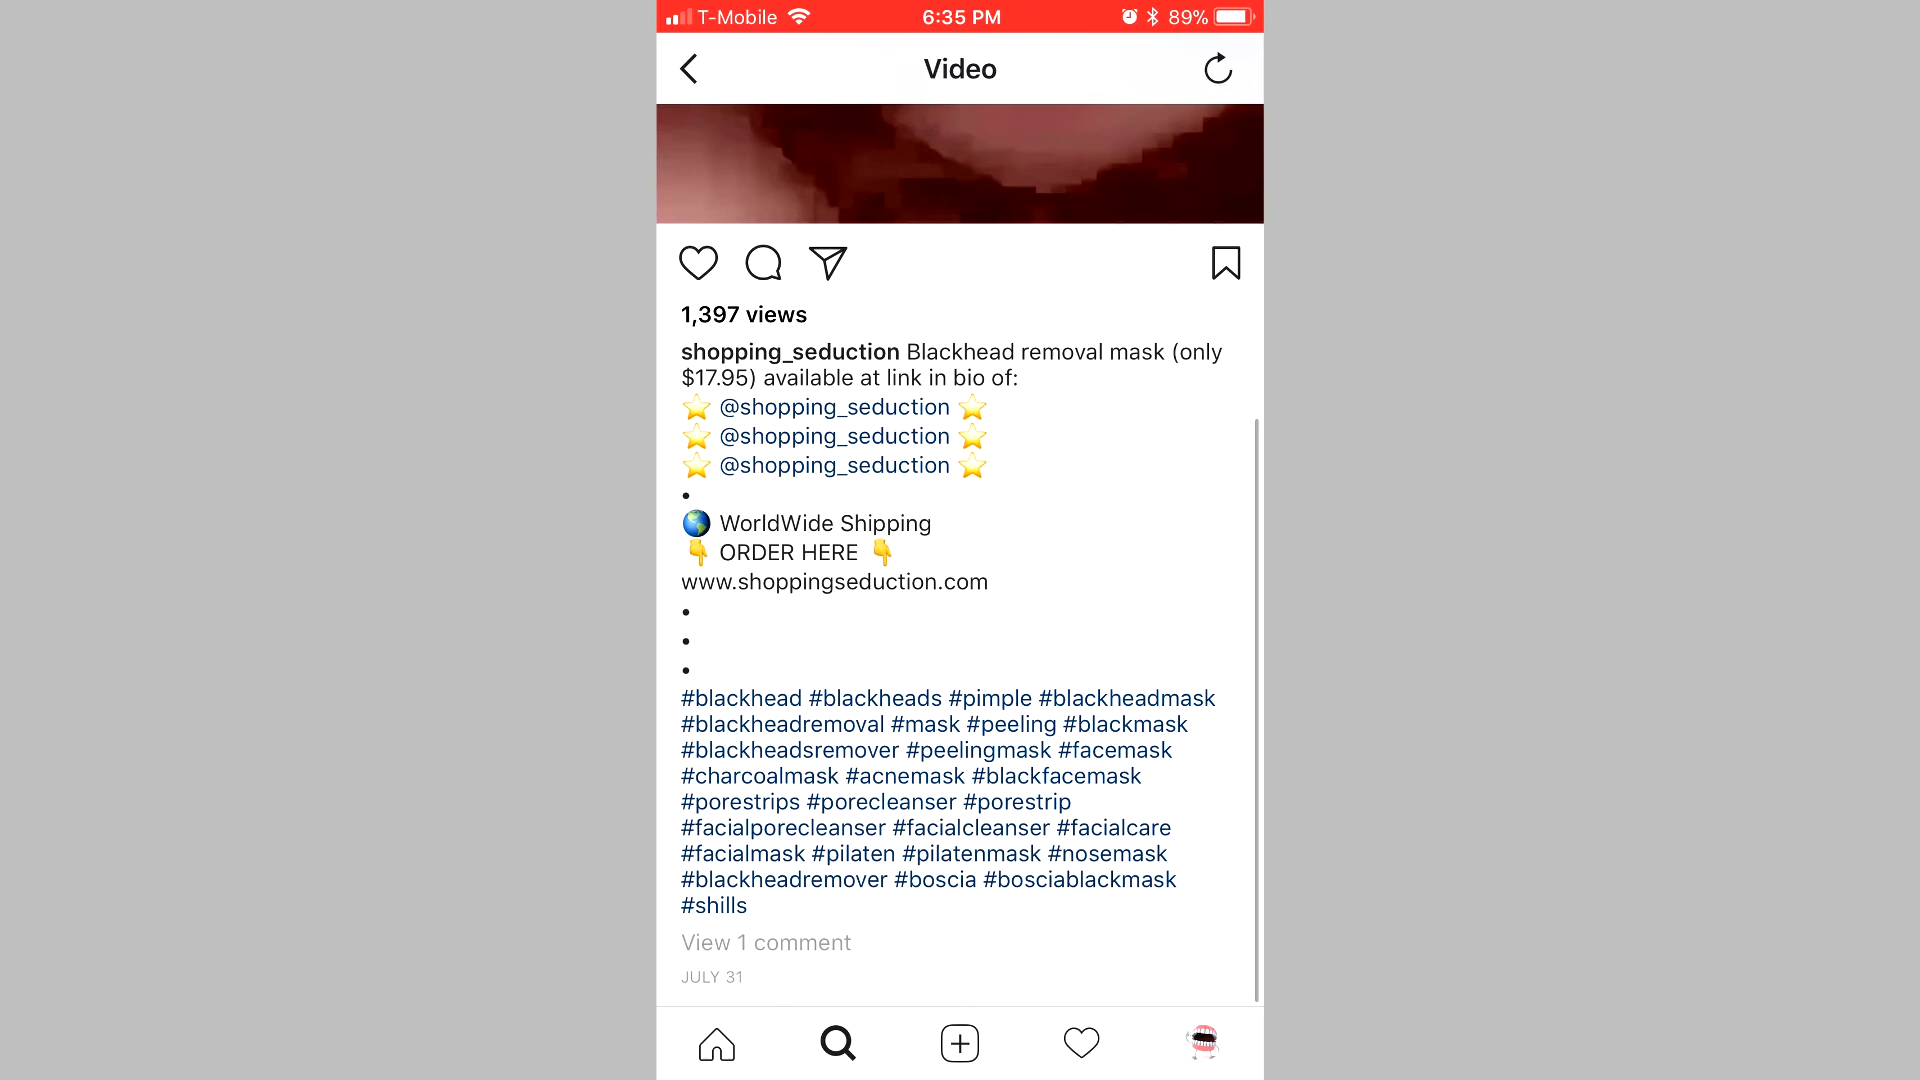 T-Mobile 6:35 PM 89%
Video
1,397 views
shopping_seduction Blackhead removal mask (only
$17.95) available at link in bio of:
⭐ @shopping_seduction ⭐
⭐ @shopping_seduction ⭐
⭐ @shopping_seduction ⭐
•
🌎 WorldWide Shipping
👇 ORDER HERE 👇
www.shoppingseduction.com
•
•
•
#blackhead #blackheads #pimple #blackheadmask
#blackheadremoval #mask #peeling #blackmask
#blackheadsremover #peelingmask #facemask
#charcoalmask #acnemask #blackfacemask
#porestrips #porecleanser #porestrip
#facialporecleanser #facialcleanser #facialcare
#facialmask #pilaten #pilatenmask #nosemask
#blackheadremover #boscia #bosciablackmask
#shills
View 1 comment
JULY 31